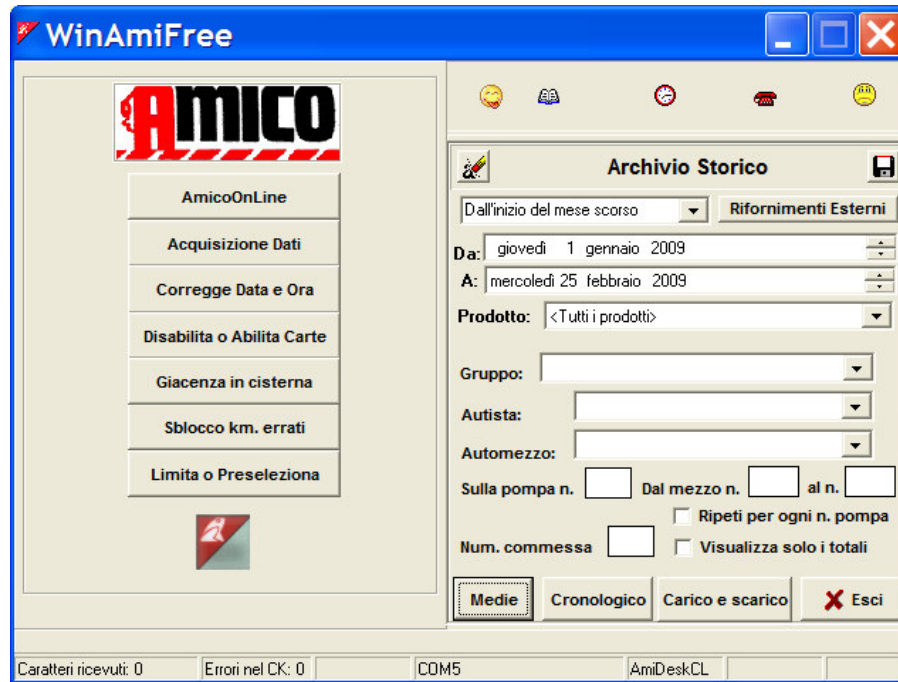 WinAmiFree
AMICO
AmicoOnLine
Acquisizione Dati
Corregge Data e Ora
Disabilita o Abilita Carte
Giacenza in cisterna
Sblocco km. errati
Limita o Preseleziona
Archivio Storico
Dall'inizio del mese scorso
Rifornimenti Esterni
Da: giovedì 1 gennaio 2009
A: mercoledì 25 febbraio 2009
Prodotto: <Tutti i prodotti>
Gruppo:
Autista:
Automezzo:
Sulla pompa n. Dal mezzo n. al n.
Ripeti per ogni n. pompa
Num. commessa Visualizza solo i totali
Medie Cronologico Carico e scarico Esci
Caratteri ricevuti: 0 Errori nel CK: 0 COM5 AmiDeskCL